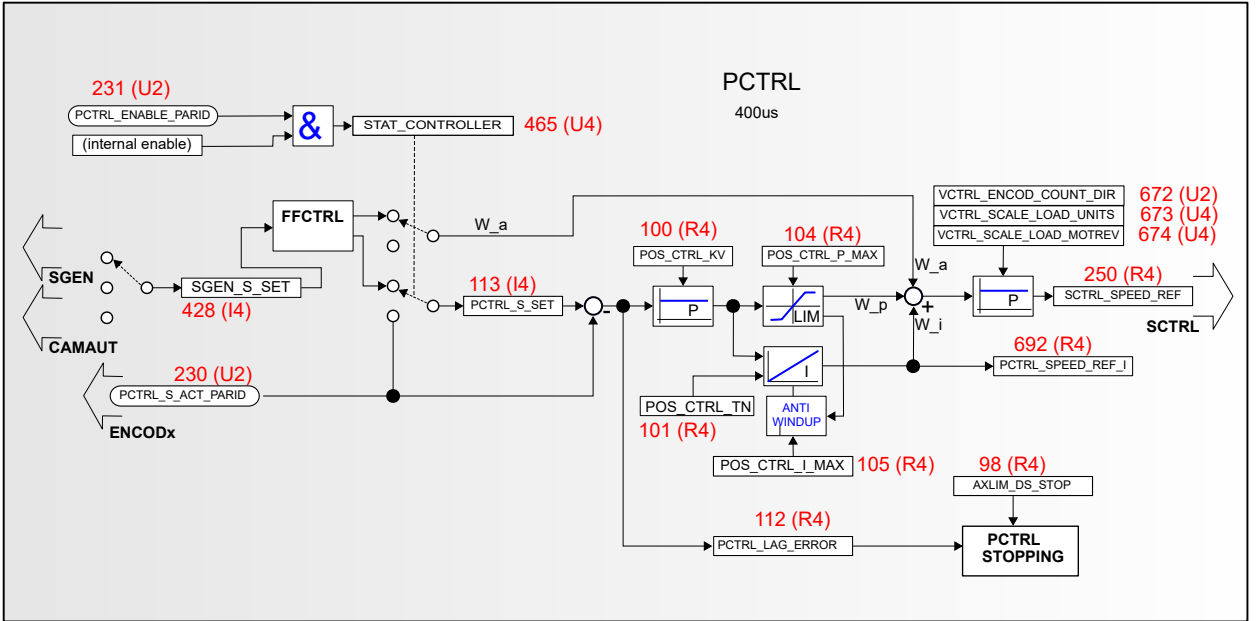 PCTRL
400us
231 (U2)
PCTRL_ENABLE_PARID
(internal enable)
&
STAT_CONTROLLER
465 (U4)
SGEN
CAMAUT
SGEN_S_SET
428 (I4)
FFCTRL
W_a
113 (I4)
PCTRL_S_SET
-
230 (U2)
PCTRL_S_ACT_PARID
ENCODx
100 (R4)
POS_CTRL_KV
P
104 (R4)
POS_CTRL_P_MAX
LIM
W_p
W_a
+
W_i
I
POS_CTRL_TN
101 (R4)
ANTI
WINDUP
POS_CTRL_I_MAX
105 (R4)
VCTRL_ENCOD_COUNT_DIR
672 (U2)
VCTRL_SCALE_LOAD_UNITS
673 (U4)
VCTRL_SCALE_LOAD_MOTREV
674 (U4)
P
250 (R4)
SCTRL_SPEED_REF
SCTRL
692 (R4)
PCTRL_SPEED_REF_I
98 (R4)
AXLIM_DS_STOP
112 (R4)
PCTRL_LAG_ERROR
PCTRL
STOPPING